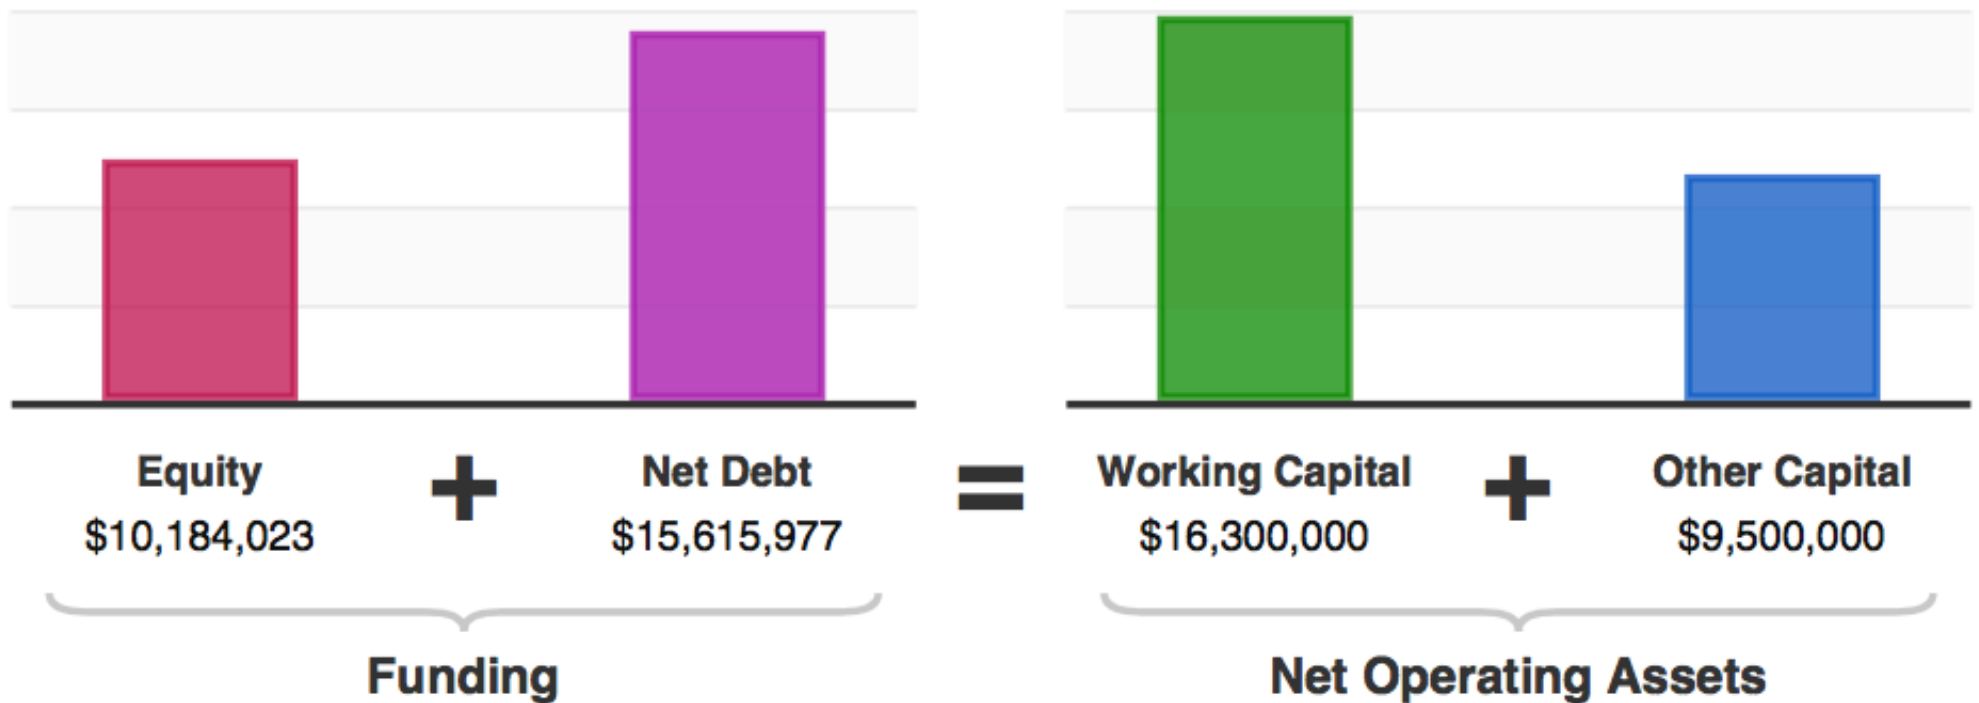 Equity + Net Debt = Working Capital + Other Capital
$10,184,023 $15,615,977 $16,300,000 $9,500,000
Funding Net Operating Assets